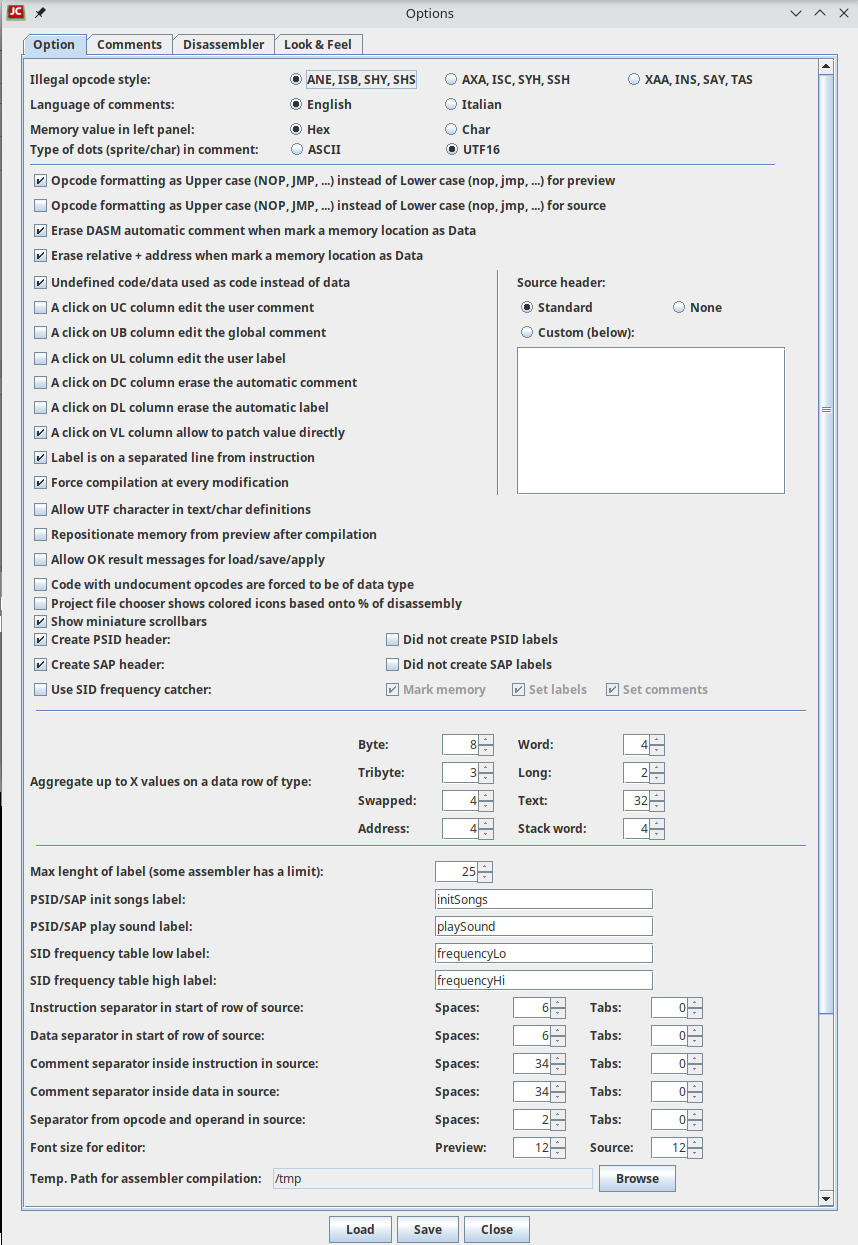 JC Options
Option Comments Disassembler Look & Feel
Illegal opcode style: ANE, ISB, SHY, SHS AXA, ISC, SYH, SSH XAA, INS, SAY, TAS
Language of comments: English Italian
Memory value in left panel: Hex Char
Type of dots (sprite/char) in comment: ASCII UTF16
Opcode formatting as Upper case (NOP, JMP, ...) instead of Lower case (nop, jmp, ...) for preview
Opcode formatting as Upper case (NOP, JMP, ...) instead of Lower case (nop, jmp, ...) for source
Erase DASM automatic comment when mark a memory location as Data
Erase relative + address when mark a memory location as Data
Undefined code/data used as code instead of data
A click on UC column edit the user comment
A click on UB column edit the global comment
A click on UL column edit the user label
A click on DC column erase the automatic comment
A click on DL column erase the automatic label
A click on VL column allow to patch value directly
Label is on a separated line from instruction
Force compilation at every modification
Source header:
Standard None
Custom (below):
Allow UTF character in text/char definitions
Repositionate memory from preview after compilation
Allow OK result messages for load/save/apply
Code with undocument opcodes are forced to be of data type
Project file chooser shows colored icons based onto % of disassembly
Show miniature scrollbars
Create PSID header: Did not create PSID labels
Create SAP header: Did not create SAP labels
Use SID frequency catcher: Mark memory Set labels Set comments
Aggregate up to X values on a data row of type:
Byte: 8 Word: 4
Tribyte: 3 Long: 2
Swapped: 4 Text: 32
Address: 4 Stack word: 4
Max lenght of label (some assembler has a limit): 25
PSID/SAP init songs label: initSongs
PSID/SAP play sound label: playSound
SID frequency table low label: frequencyLo
SID frequency table high label: frequencyHi
Instruction separator in start of row of source: Spaces: 6 Tabs: 0
Data separator in start of row of source: Spaces: 6 Tabs: 0
Comment separator inside instruction in source: Spaces: 34 Tabs: 0
Comment separator inside data in source: Spaces: 34 Tabs: 0
Separator from opcode and operand in source: Spaces: 2 Tabs: 0
Font size for editor: Preview: 12 Source: 12
Temp. Path for assembler compilation: /tmp Browse
Load Save Close